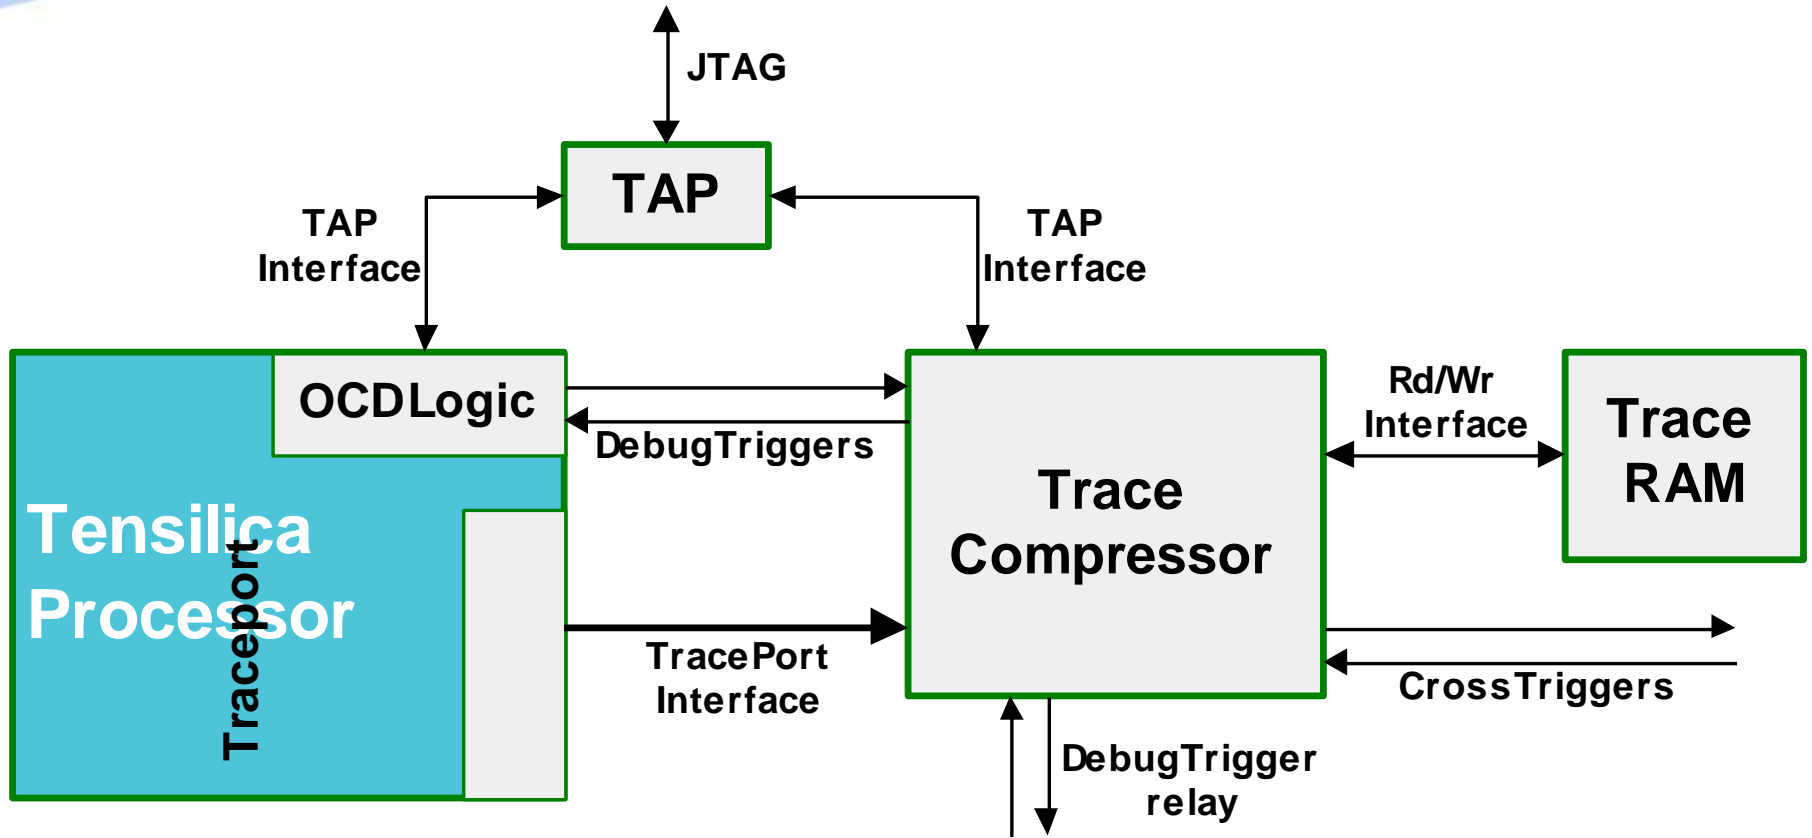 JTAG
TAP
TAP
Interface
TAP
Interface
OCDLogic
DebugTriggers
Tensilica
Processor
Traceport
TracePort
Interface
Trace
Compressor
Rd/Wr
Interface
Trace
RAM
CrossTriggers
DebugTrigger
relay